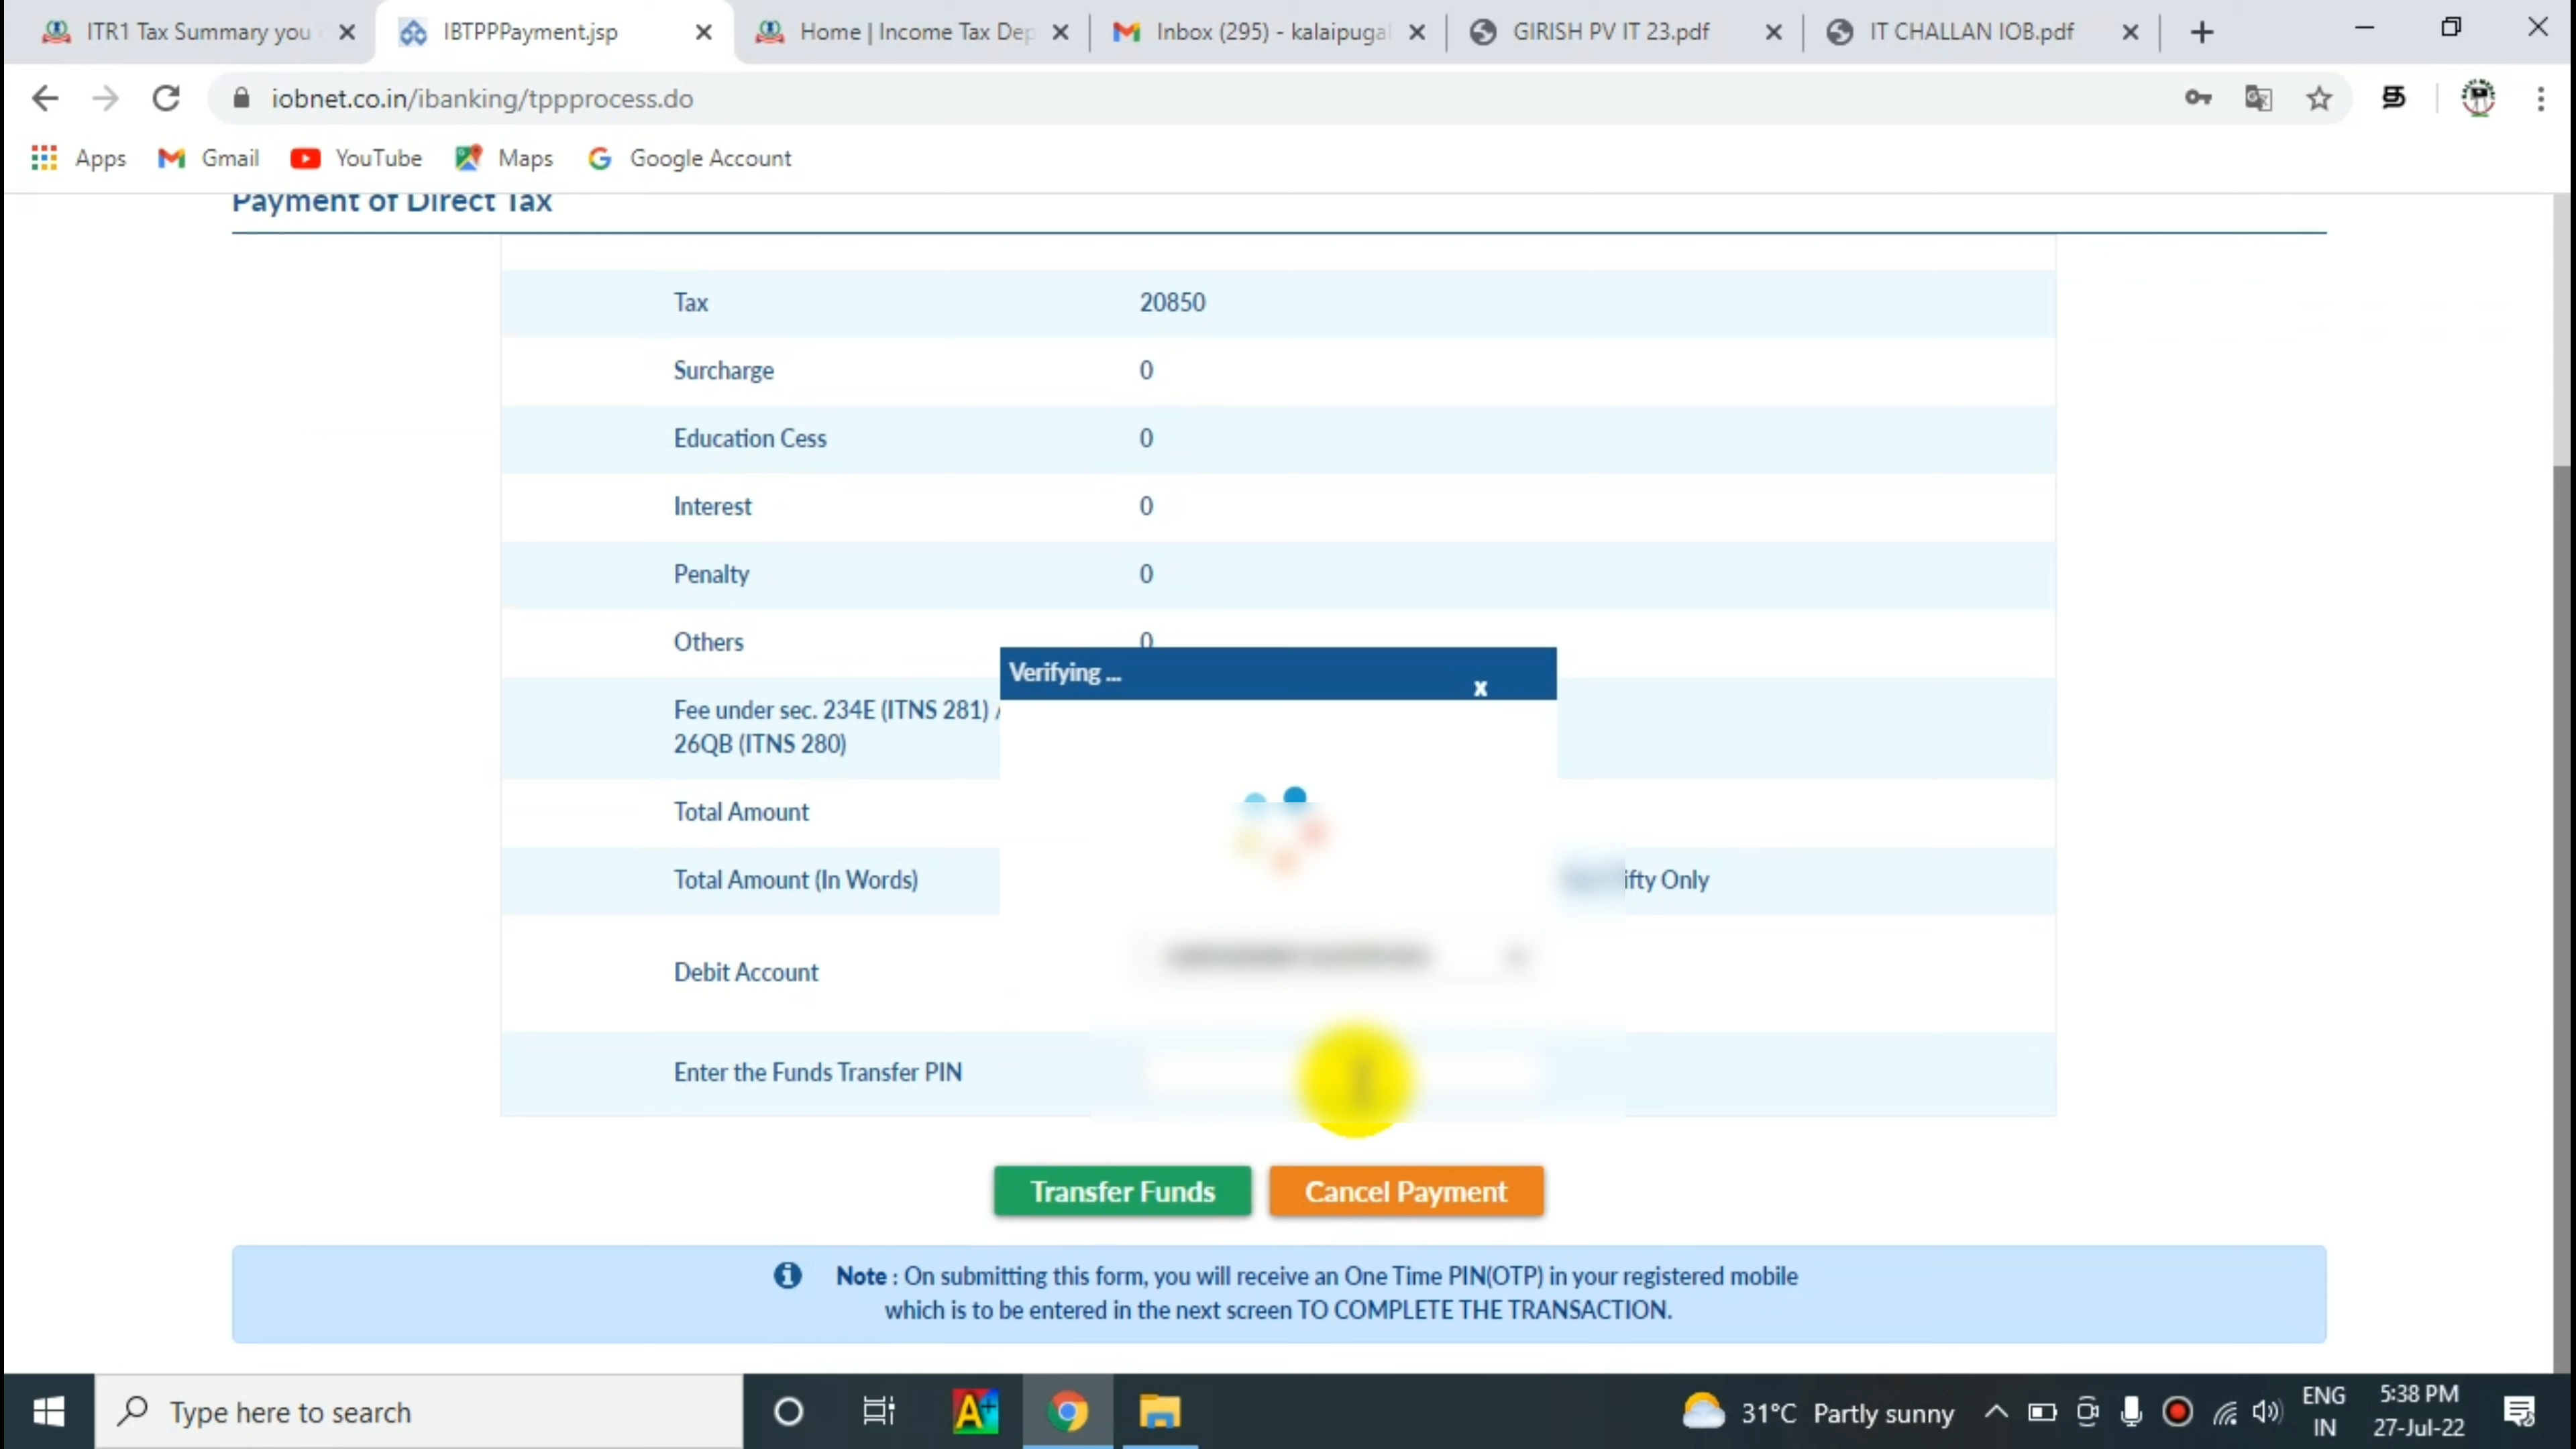 ITR1 Tax Summary you
IBTPPPayment.jsp
Home | Income Tax Dep
Inbox (295) - kalaipugal
GIRISH PV IT 23.pdf
IT CHALLAN IOB.pdf
iobnet.co.in/ibanking/tppprocess.do
த
Apps
Gmail
YouTube
Maps
Google Account
Payment of Direct Tax
Tax 20850
Surcharge 0
Education Cess 0
Interest 0
Penalty 0
Others 0
Verifying ...
x
Fee under sec. 234E (ITNS 281) /
26QB (ITNS 280)
Total Amount
Total Amount (In Words) ifty Only
Debit Account
Enter the Funds Transfer PIN
Transfer Funds
Cancel Payment
Note : On submitting this form, you will receive an One Time PIN(OTP) in your registered mobile
which is to be entered in the next screen TO COMPLETE THE TRANSACTION.
Type here to search
A+
31°C Partly sunny
ENG
IN
5:38 PM
27-Jul-22